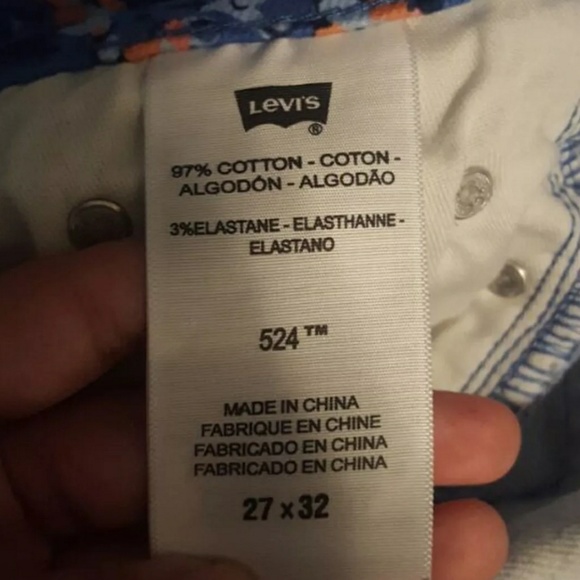 Levi's
®
97% COTTON - COTON -
ALGODÓN - ALGODÃO
3%ELASTANE - ELASTHANNE -
ELASTANO
524™
MADE IN CHINA
FABRIQUE EN CHINE
FABRICADO EN CHINA
FABRICADO EN CHINA
27 x 32